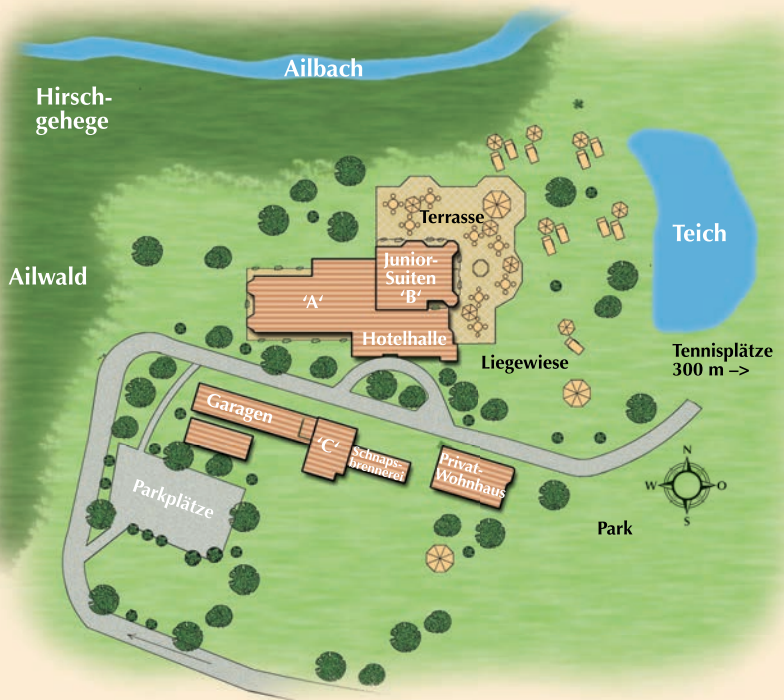 Ailbach
Hirsch-
gehege
Terrasse
Teich
Junior-
Suiten
'B'
Ailwald
'A'
Hotelhalle
Liegewiese
Tennisplätze
300 m –>
Garagen
'C'
Schnaps-
brennerei
Privat-
Wohnhaus
Parkplätze
N
W
O
S
Park